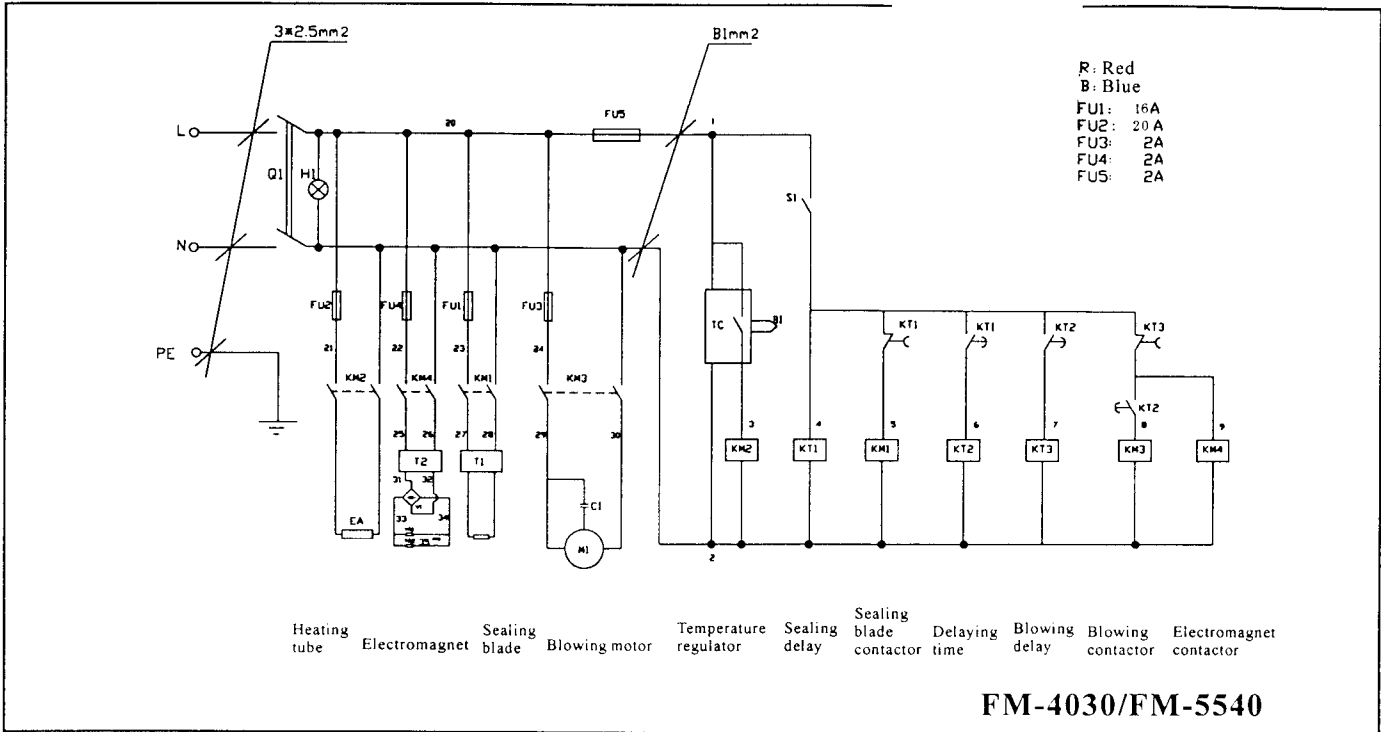 3*2.5mm2
B1mm2
R: Red
B: Blue
FU1: 16A
FU2: 20A
FU3: 2A
FU4: 2A
FU5: 2A
L
20
FU5
1
Q1
H1
S1
N
FU2
FU4
FU1
FU3
TC
B1
KT1
KT1
KT2
KT3
PE
21
22
23
24
KM2
KM4
KM1
KM3
KT2
25
26
27
28
29
30
3
4
5
6
7
8
9
T2
T1
KM2
KT1
KM1
KT2
KT3
KM3
KM4
31
32
33
34
C1
EA
35
M1
2
Heating tube
Electromagnet
Sealing blade
Blowing motor
Temperature regulator
Sealing delay
Sealing blade contactor
Delaying time
Blowing delay
Blowing contactor
Electromagnet contactor
FM-4030/FM-5540